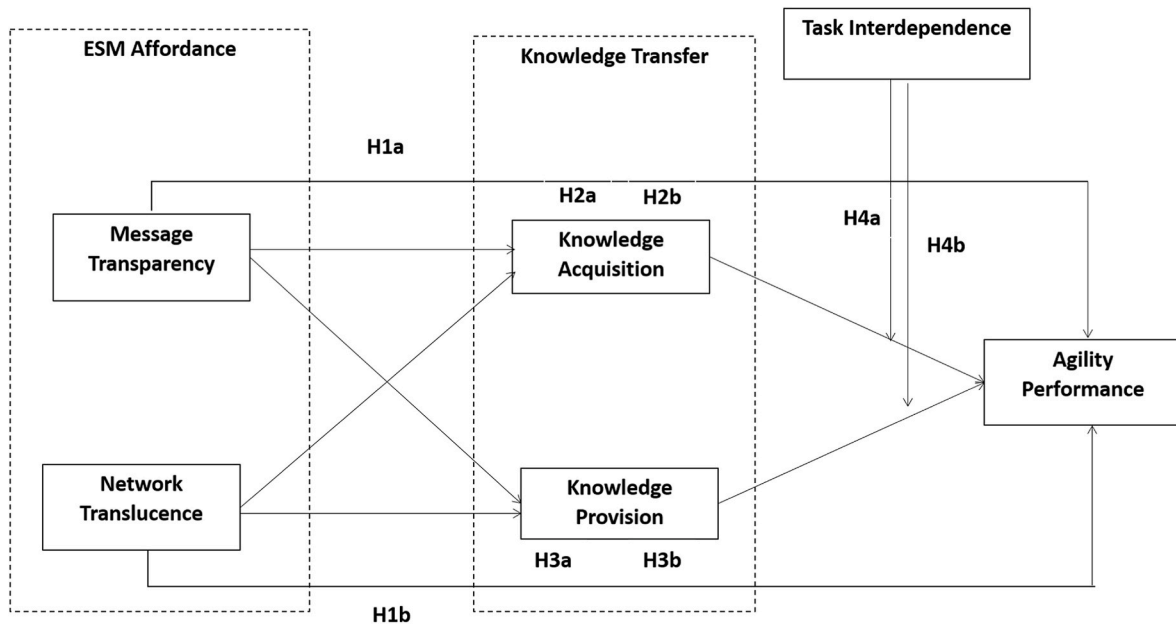 Task Interdependence
ESM Affordance
Knowledge Transfer
H1a
H2a
H2b
H4a
H4b
Message
Transparency
Knowledge
Acquisition
Agility
Performance
Network
Translucence
Knowledge
Provision
H3a
H3b
H1b